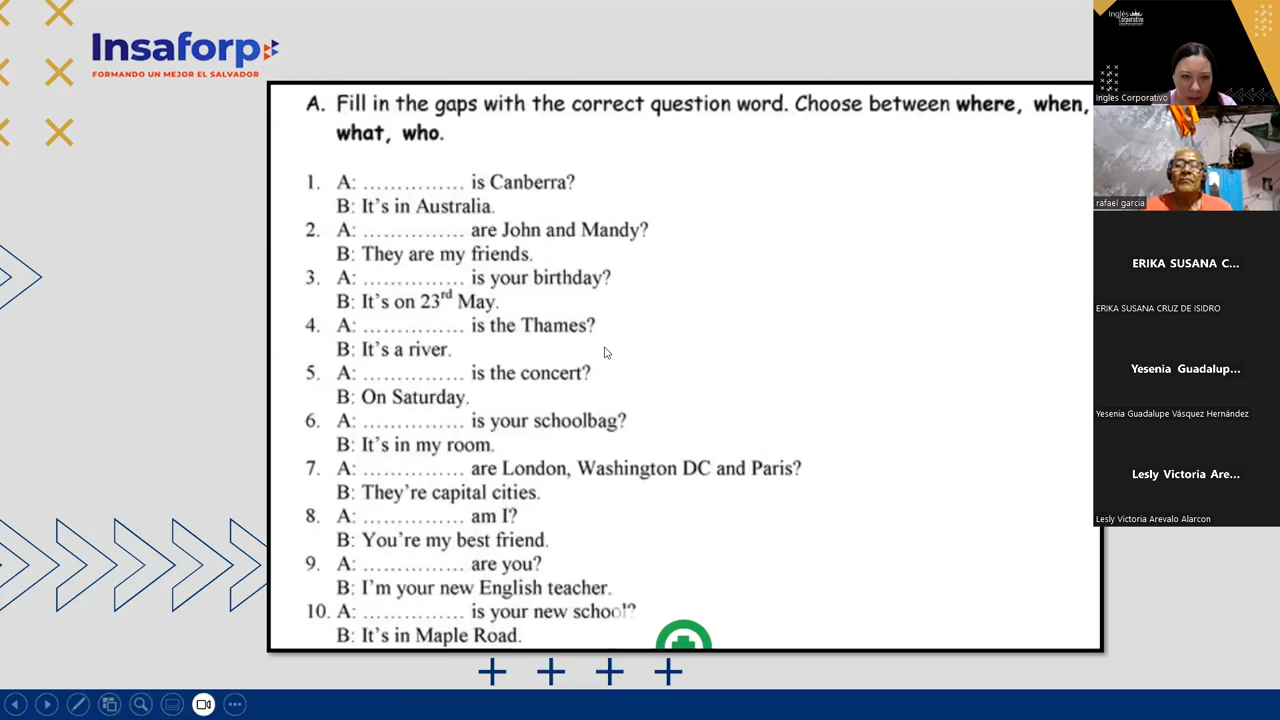 Insaforp
FORMANDO UN MEJOR EL SALVADOR
A. Fill in the gaps with the correct question word. Choose between where, when,
what, who.
1. A: ............... is Canberra?
B: It's in Australia.
2. A: ............... are John and Mandy?
B: They are my friends.
3. A: ............... is your birthday?
B: It's on 23rd May.
4. A: ............... is the Thames?
B: It's a river.
5. A: ............... is the concert?
B: On Saturday.
6. A: ............... is your schoolbag?
B: It's in my room.
7. A: ............... are London, Washington DC and Paris?
B: They're capital cities.
8. A: ............... am I?
B: You're my best friend.
9. A: ............... are you?
B: I'm your new English teacher.
10. A: ............... is your new school?
B: It's in Maple Road.
Inglés
Corporativo
Ingles Corporativo
rafael garcia
ERIKA SUSANA C...
ERIKA SUSANA CRUZ DE ISIDRO
Yesenia Guadalup...
Yesenia Guadalupe Vásquez Hernández
Lesly Victoria Are...
Lesly Victoria Arevalo Alarcon